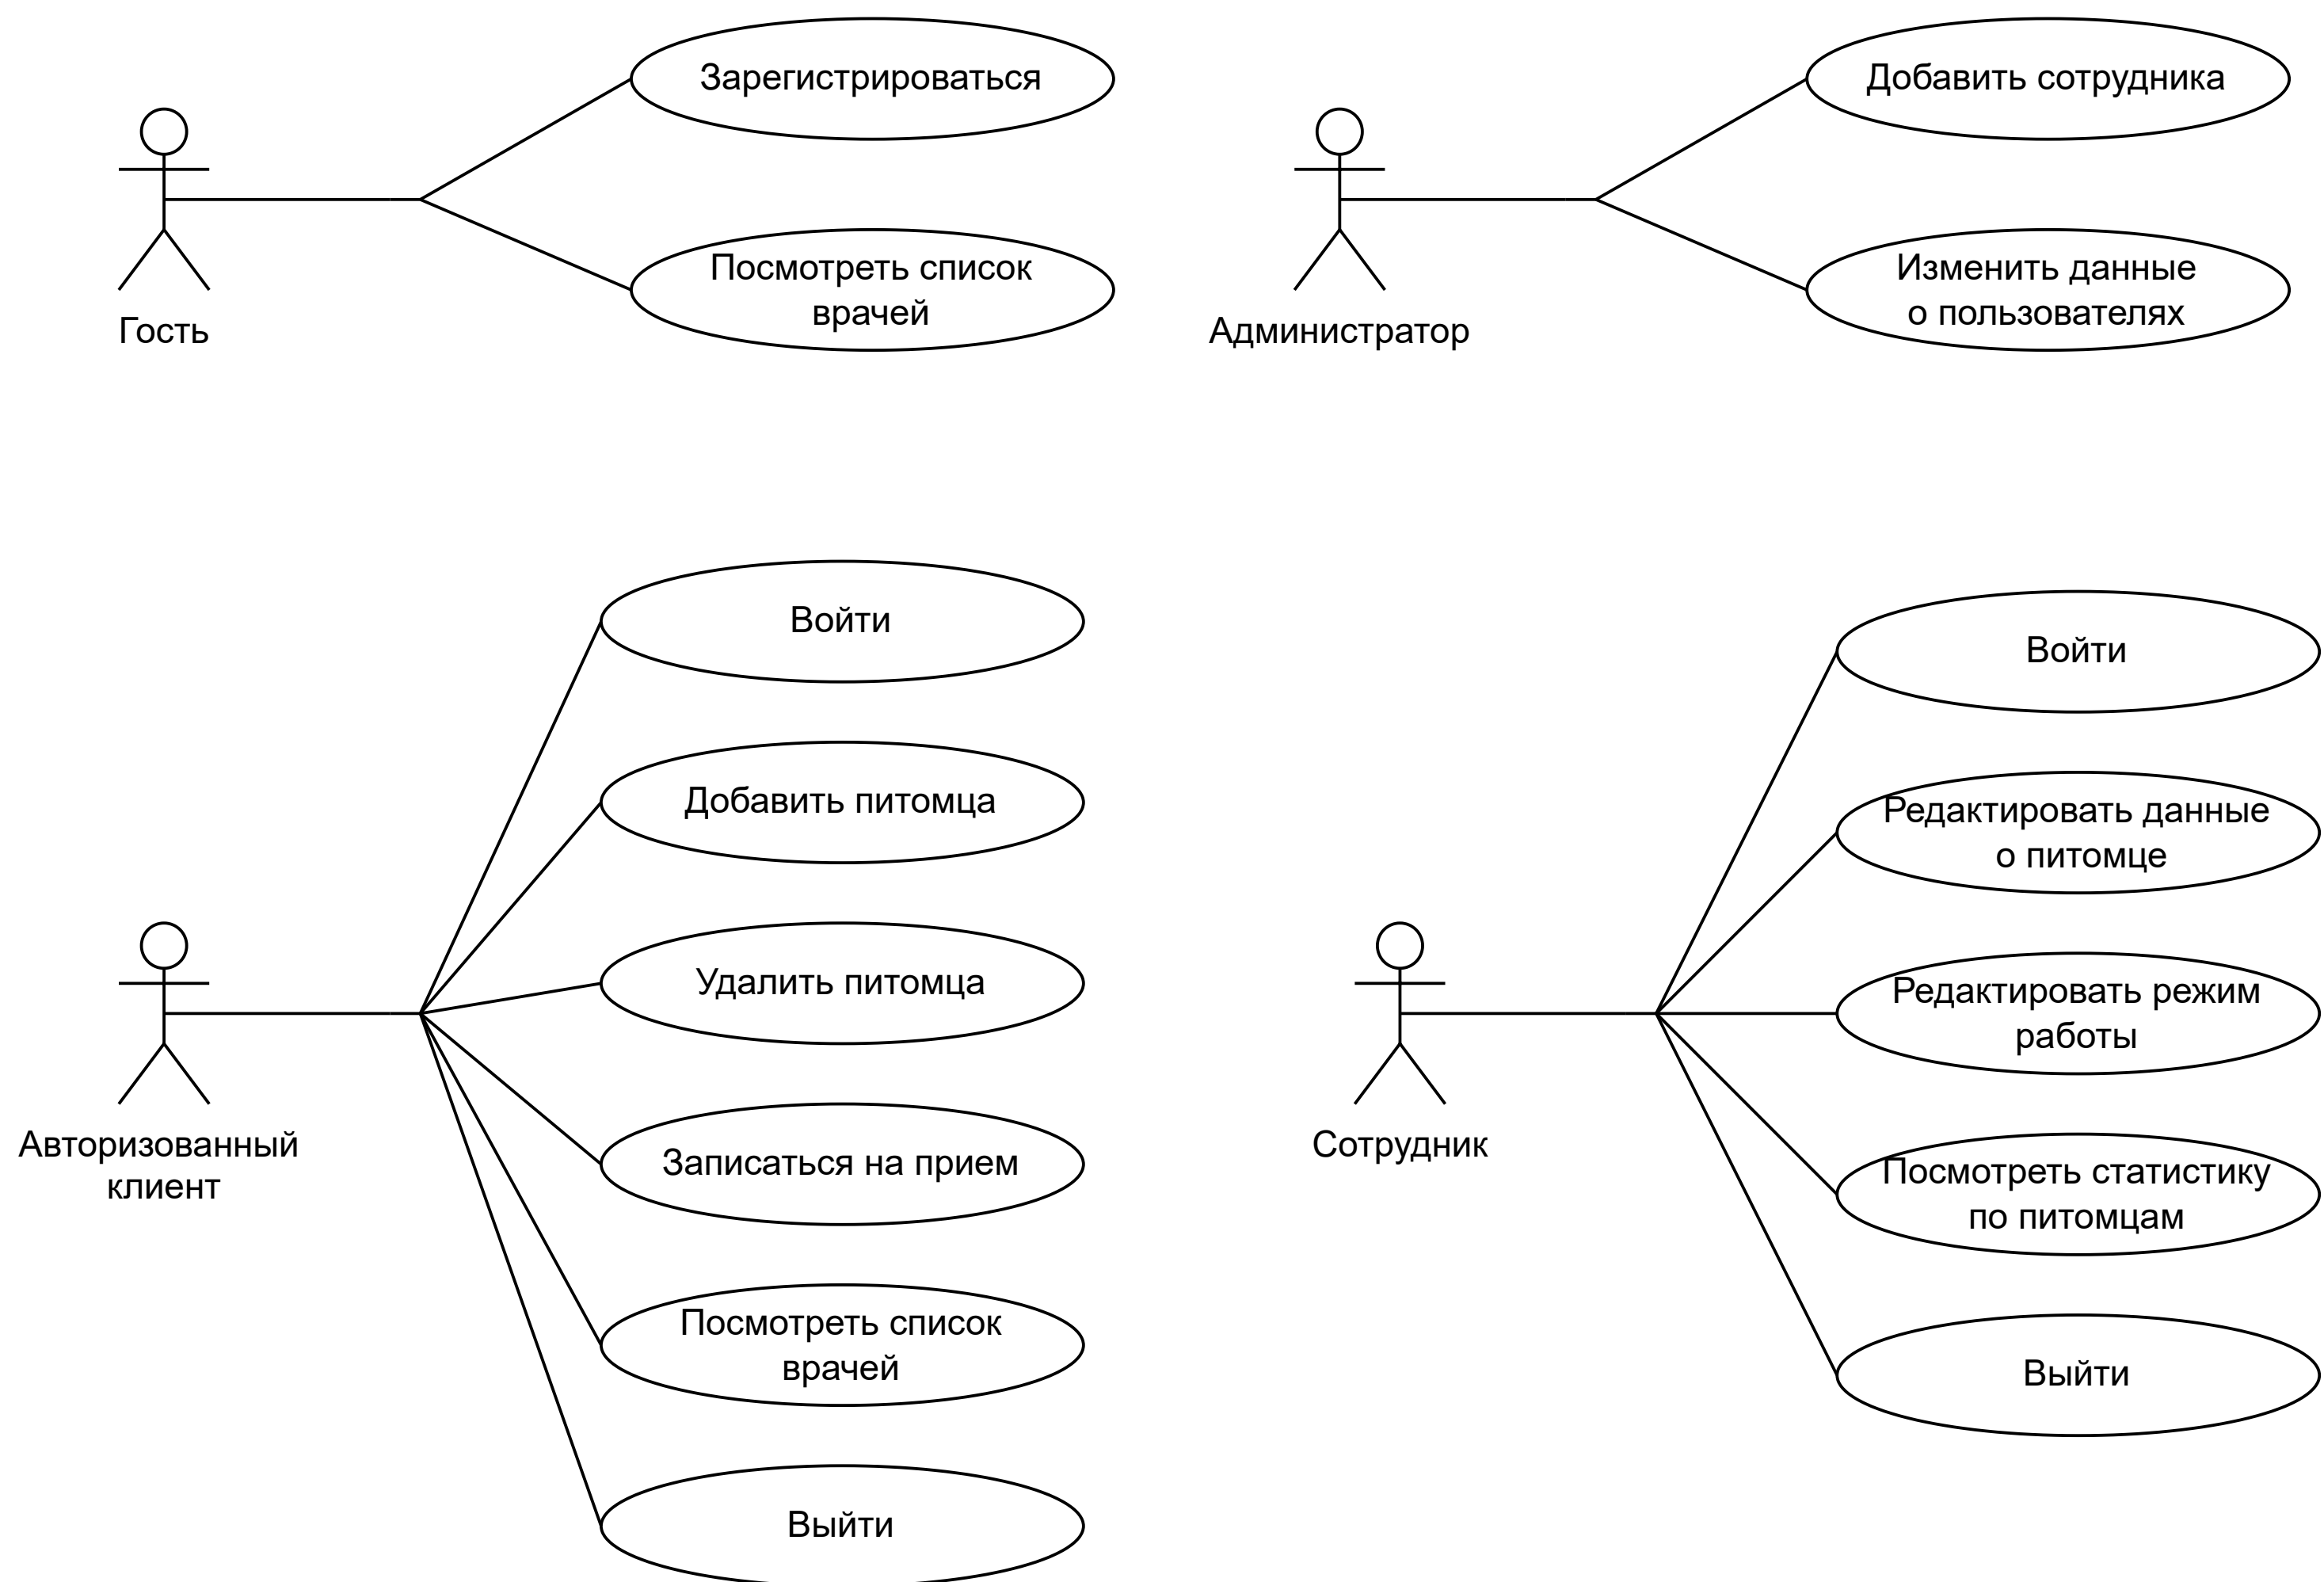 Зарегистрироваться
Посмотреть список
врачей
Гость
Добавить сотрудника
Изменить данные
о пользователях
Администратор
Войти
Добавить питомца
Удалить питомца
Записаться на прием
Посмотреть список
врачей
Выйти
Авторизованный
клиент
Войти
Редактировать данные
о питомце
Редактировать режим
работы
Посмотреть статистику
по питомцам
Выйти
Сотрудник